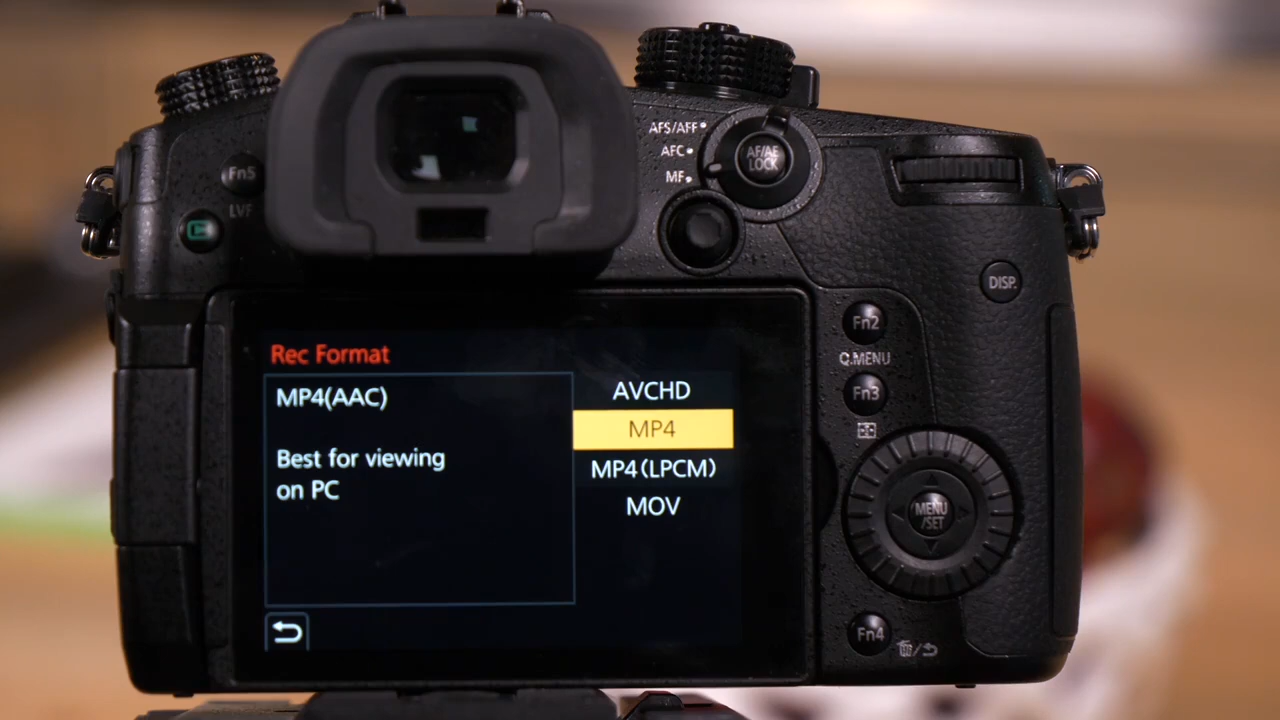 AFS/AFF
AFC
MF
AF/AE
LOCK
Fn5
LVF
DISP.
Fn2
Q.MENU
Fn3
MENU
/SET
Fn4
Rec Format
MP4(AAC)
Best for viewing
on PC
AVCHD
MP4
MP4(LPCM)
MOV